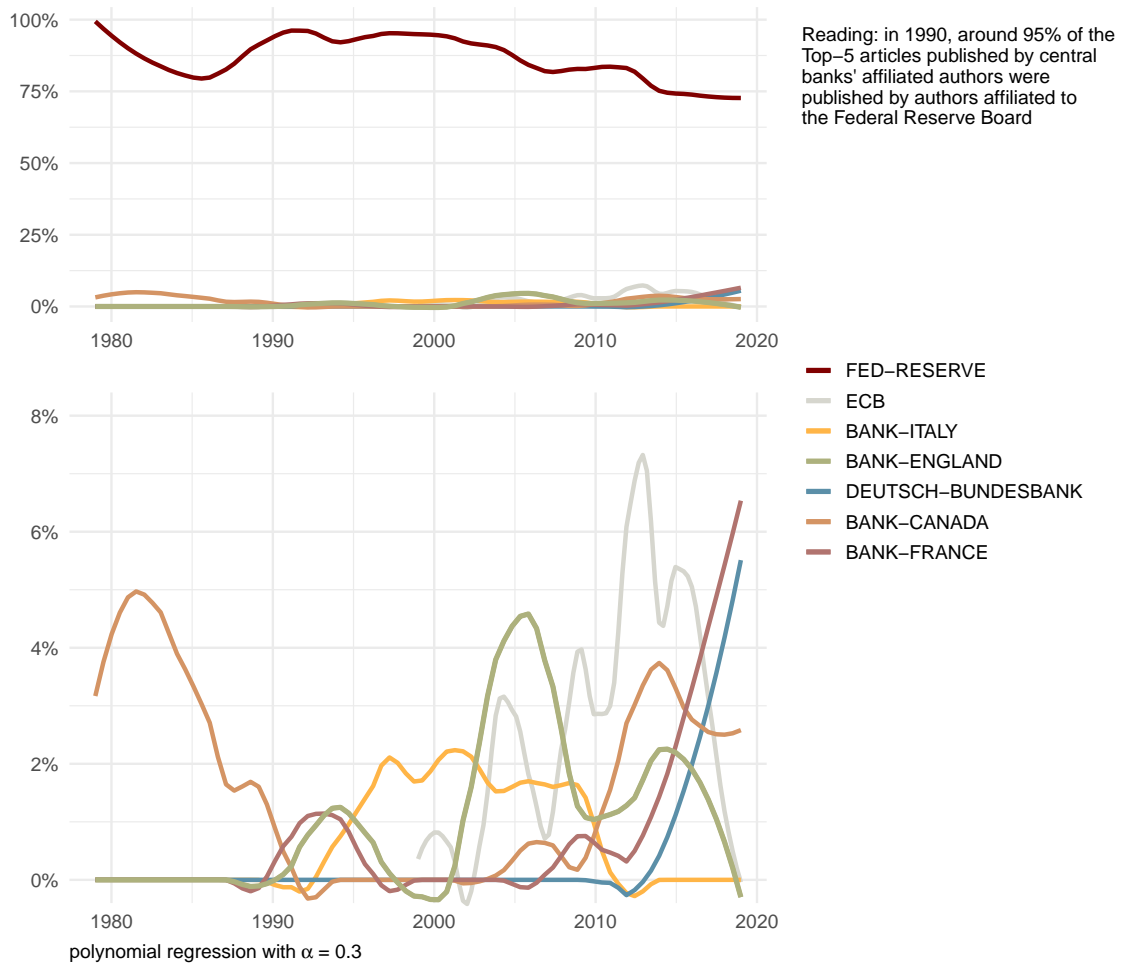 100%
75%
50%
25%
0%
1980
1990
2000
2010
2020
Reading: in 1990, around 95% of the
Top−5 articles published by central
banks' affiliated authors were
published by authors affiliated to
the Federal Reserve Board
FED−RESERVE
ECB
BANK−ITALY
BANK−ENGLAND
DEUTSCH−BUNDESBANK
BANK−CANADA
BANK−FRANCE
8%
6%
4%
2%
0%
1980
1990
2000
2010
2020
polynomial regression with α = 0.3